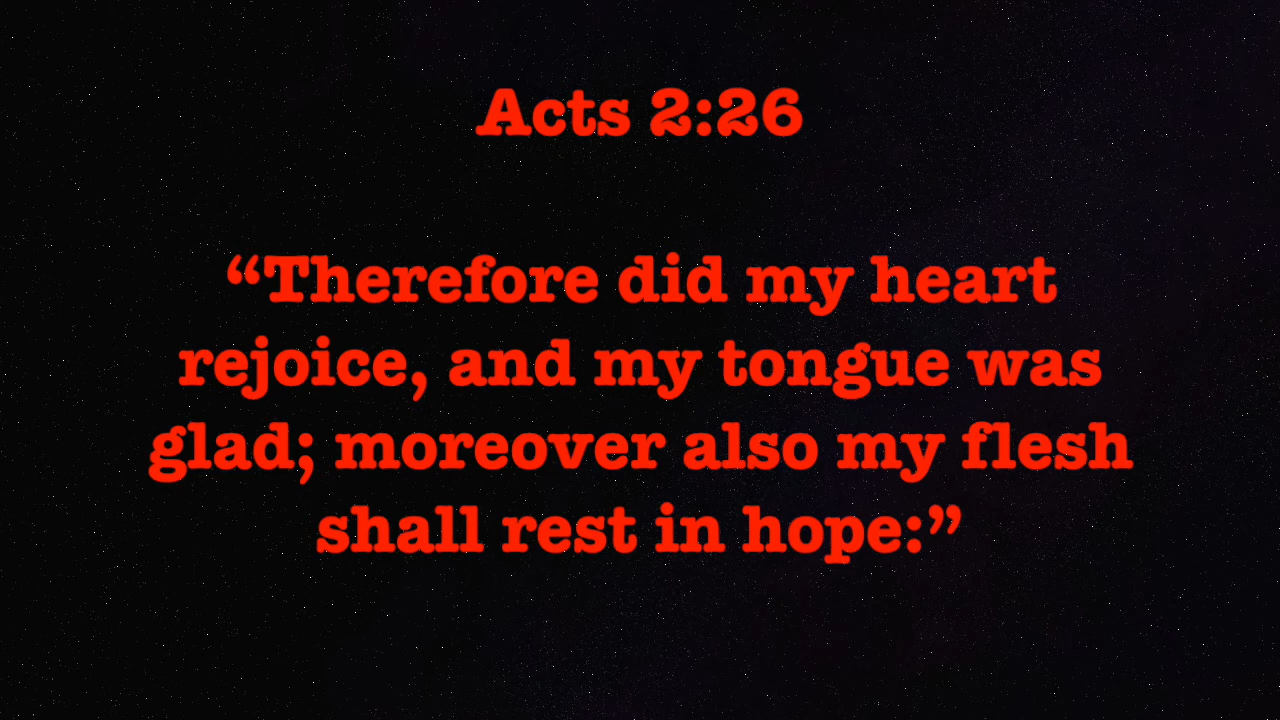 Acts 2:26
“Therefore did my heart
rejoice, and my tongue was
glad; moreover also my flesh
shall rest in hope:”